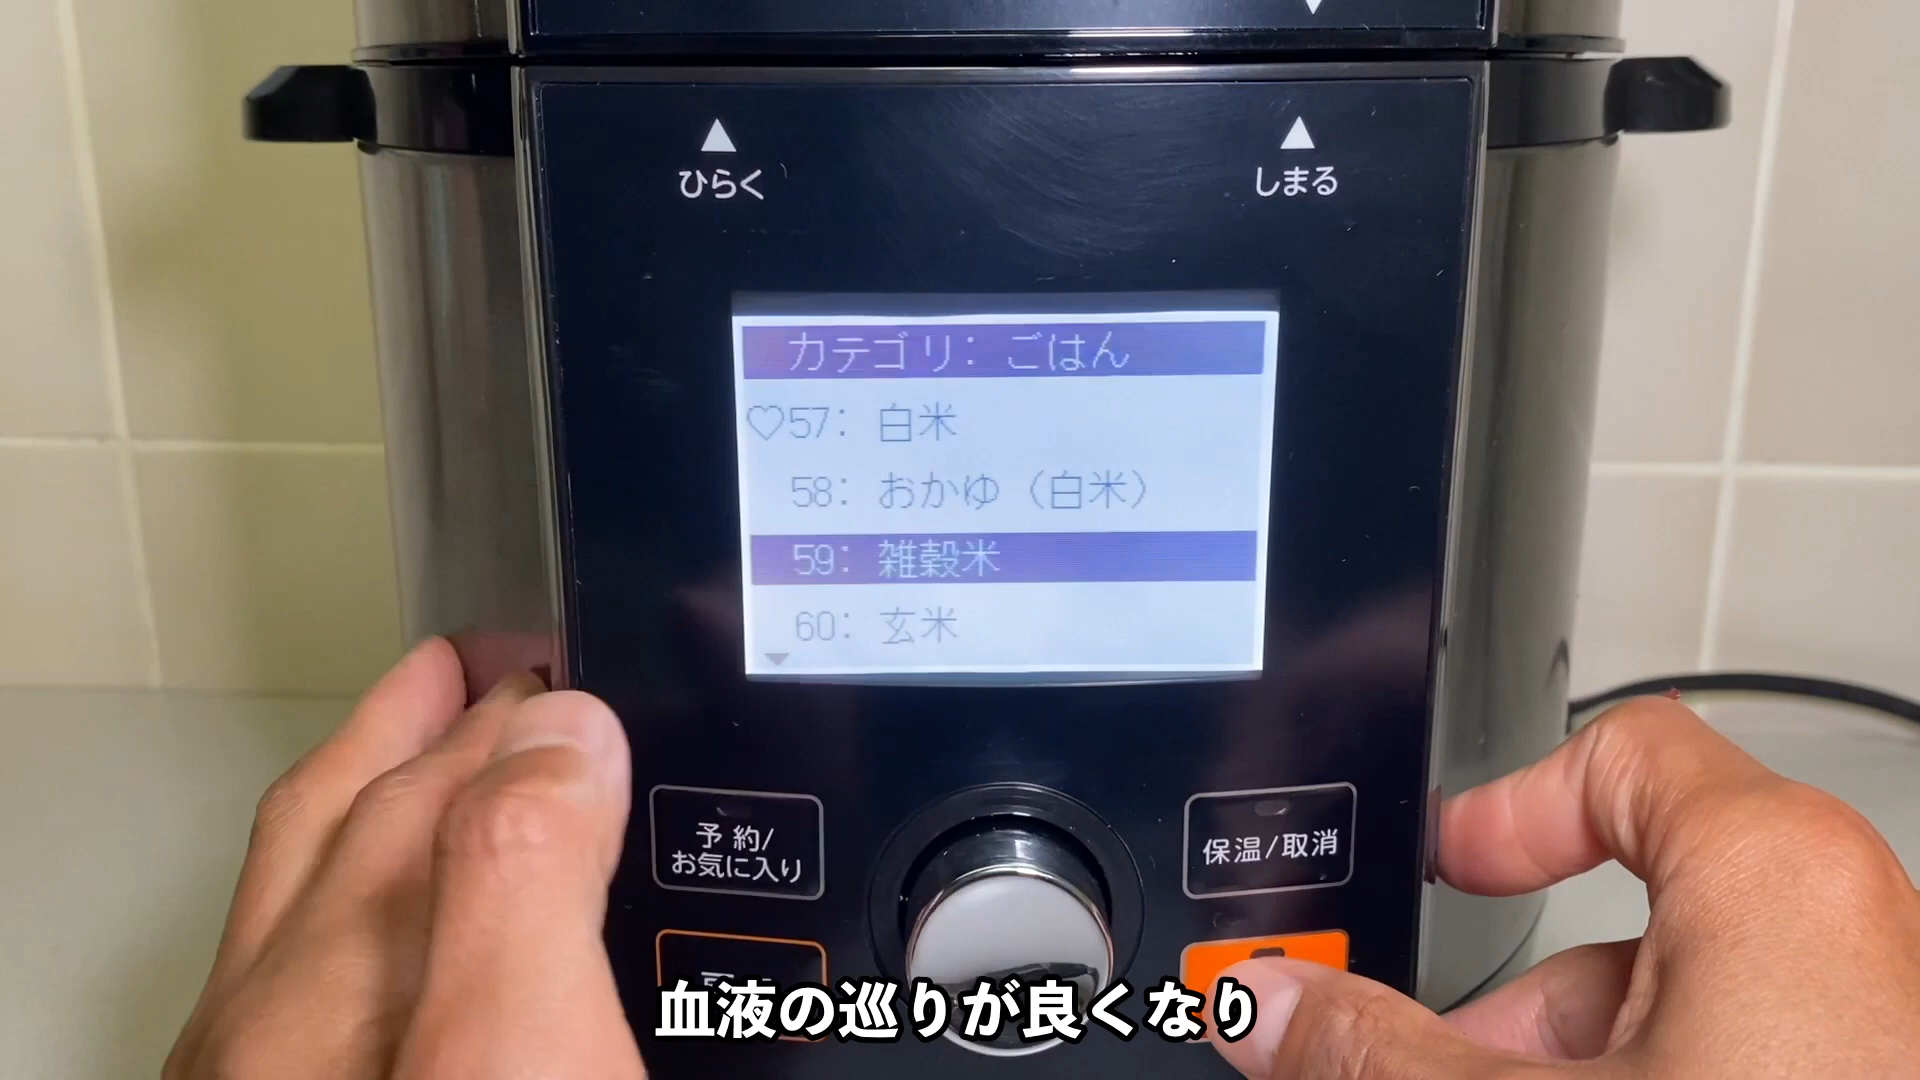 ▲ ▲
ひらく しまる
カテゴリ: ごはん
♡57: 白米
58: おかゆ（白米）
59: 雑穀米
60: 玄米
予約/
お気に入り
保温/取消
血液の巡りが良くなり